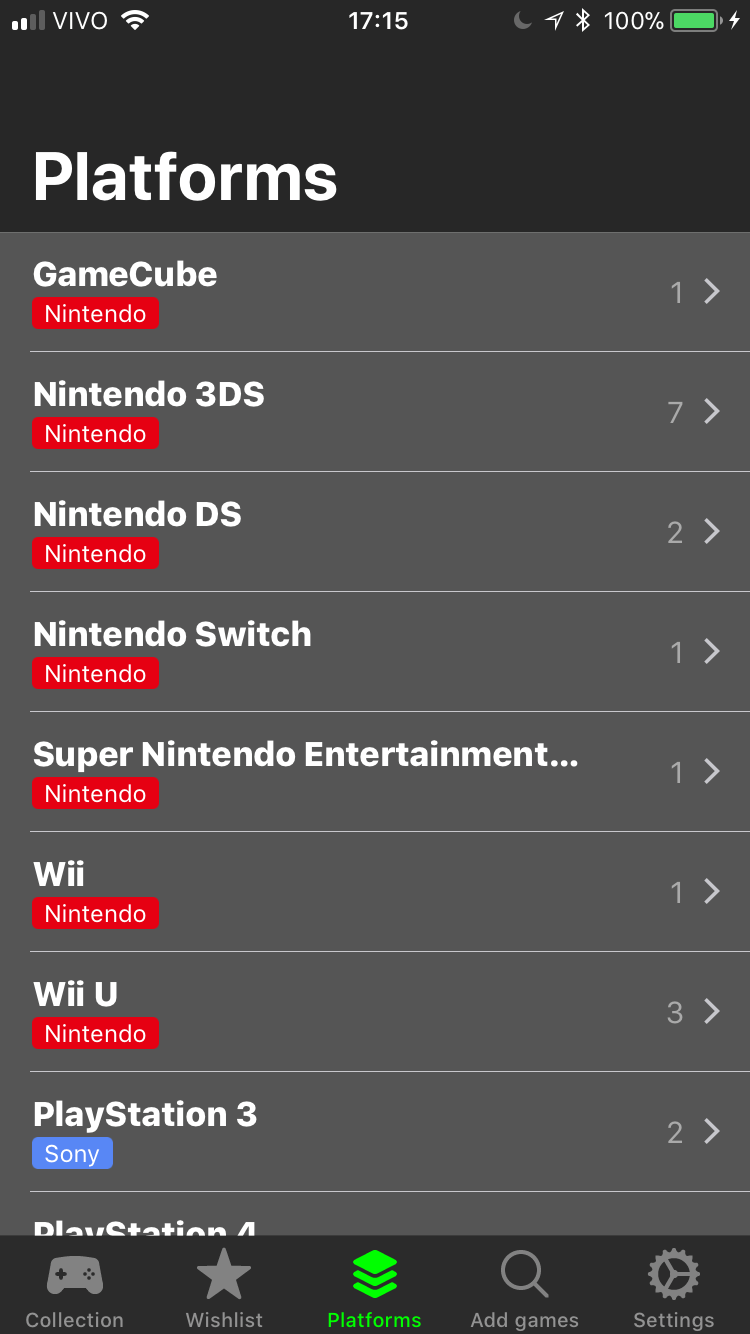 VIVO 17:15 100%
Platforms
GameCube
Nintendo
1
Nintendo 3DS
Nintendo
7
Nintendo DS
Nintendo
2
Nintendo Switch
Nintendo
1
Super Nintendo Entertainment...
Nintendo
1
Wii
Nintendo
1
Wii U
Nintendo
3
PlayStation 3
Sony
2
PlayStation 4
Collection Wishlist Platforms Add games Settings